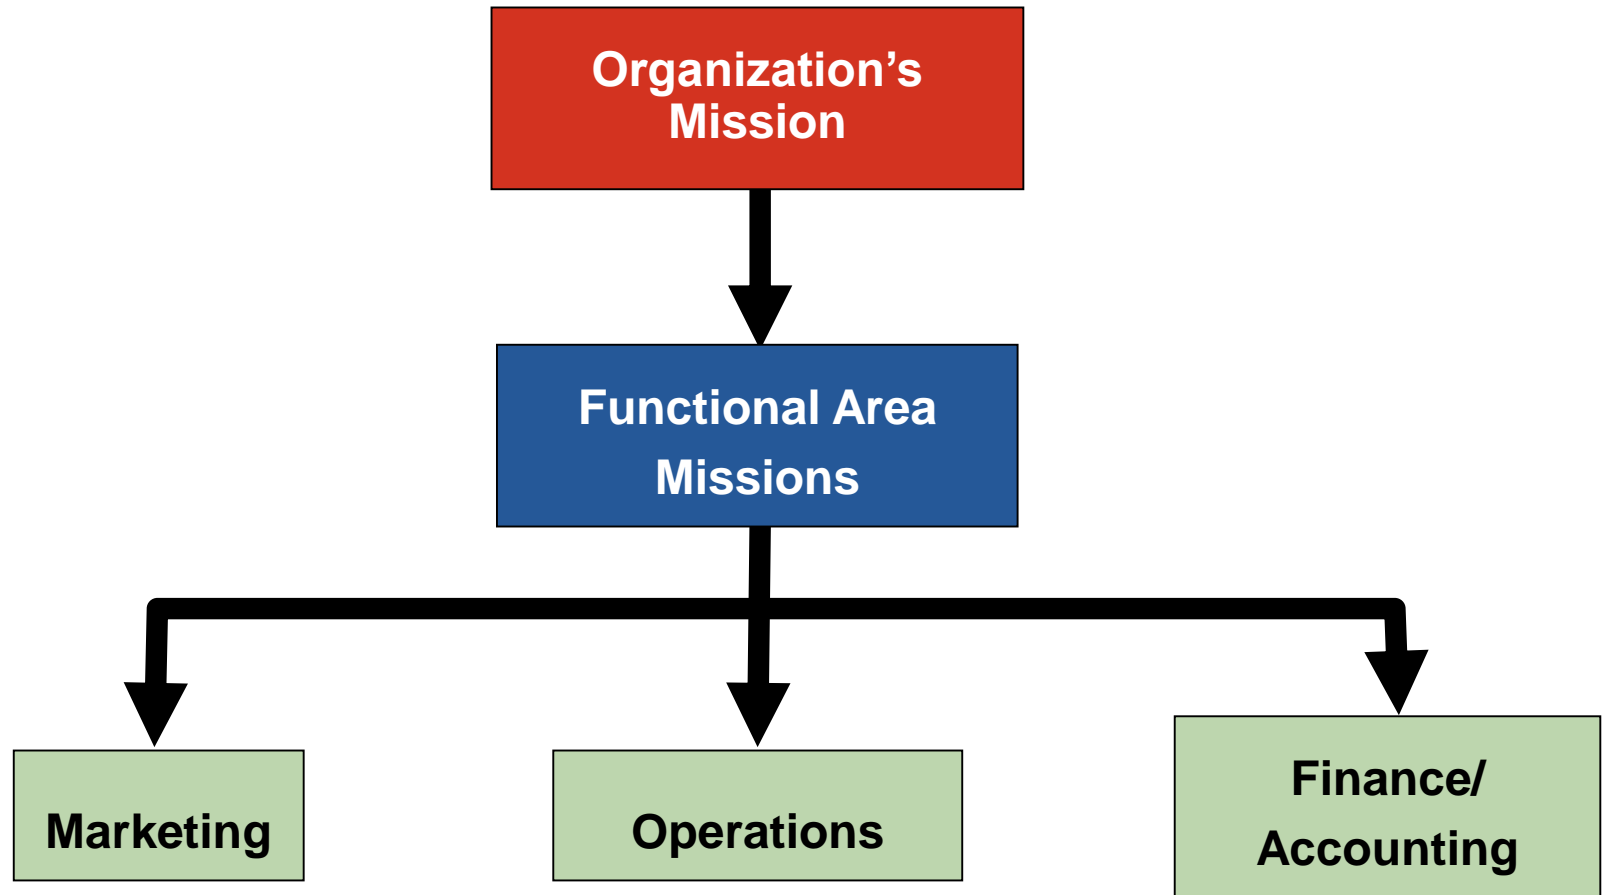 Organization’s
Mission
Functional Area
Missions
Marketing
Operations
Finance/
Accounting